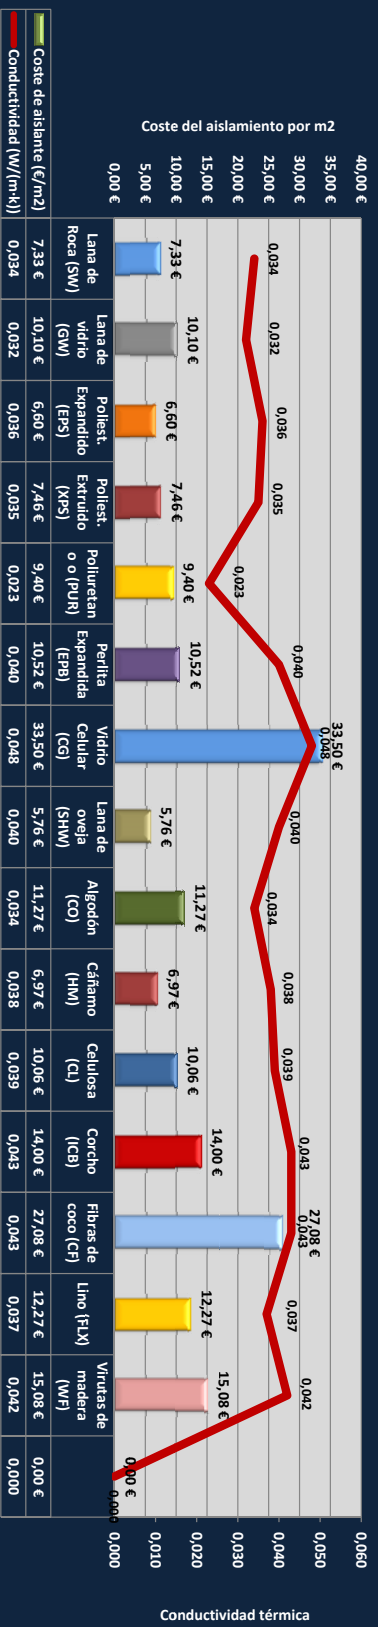 Coste del aislamiento por m2
40,00 €
35,00 €
30,00 €
25,00 €
20,00 €
15,00 €
10,00 €
5,00 €
0,00 €
0,034
0,032
0,036
0,035
0,023
0,040
0,048
0,040
0,034
0,038
0,039
0,043
0,043
0,037
0,042
0,000
7,33 €
10,10 €
6,60 €
7,46 €
9,40 €
10,52 €
33,50 €
5,76 €
11,27 €
6,97 €
10,06 €
14,00 €
27,08 €
12,27 €
15,08 €
0,00 €
0,060
0,050
0,040
0,030
0,020
0,010
0,000
Conductividad térmica
Lana de
Roca (SW)
Lana de
vidrio
(GW)
Poliest.
Expandido
(EPS)
Poliest.
Extruido
(XPS)
Poliuretan
o o (PUR)
Perlita
Expandida
(EPB)
Vidrio
Celular
(CG)
Lana de
oveja
(SHW)
Algodón
(CO)
Cáñamo
(HM)
Celulosa
(CL)
Corcho
(ICB)
Fibras de
coco (CF)
Lino (FLX)
Virutas de
madera
(WF)
Coste de aislante (€/m2) 7,33 € 10,10 € 6,60 € 7,46 € 9,40 € 10,52 € 33,50 € 5,76 € 11,27 € 6,97 € 10,06 € 14,00 € 27,08 € 12,27 € 15,08 € 0,00 €
Conductividad (W/(m·k)) 0,034 0,032 0,036 0,035 0,023 0,040 0,048 0,040 0,034 0,038 0,039 0,043 0,043 0,037 0,042 0,000